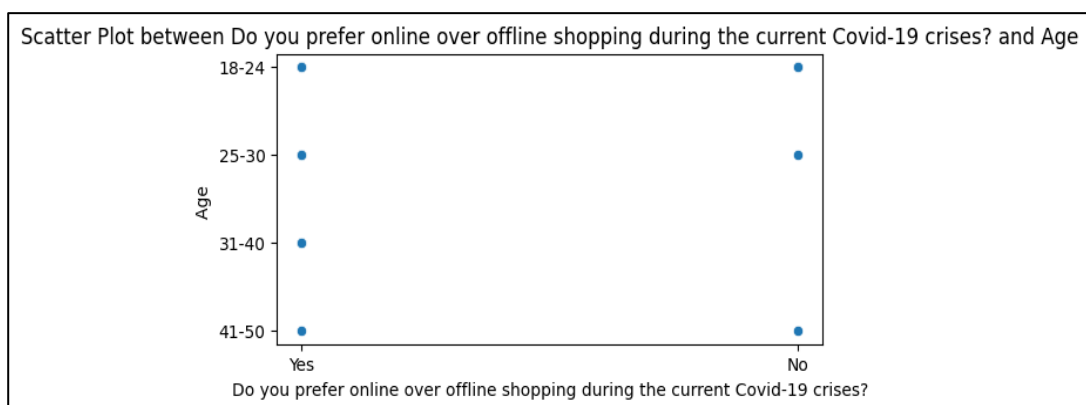 Scatter Plot between Do you prefer online over offline shopping during the current Covid-19 crises? and Age
18-24
25-30
31-40
41-50
Age
Yes No
Do you prefer online over offline shopping during the current Covid-19 crises?